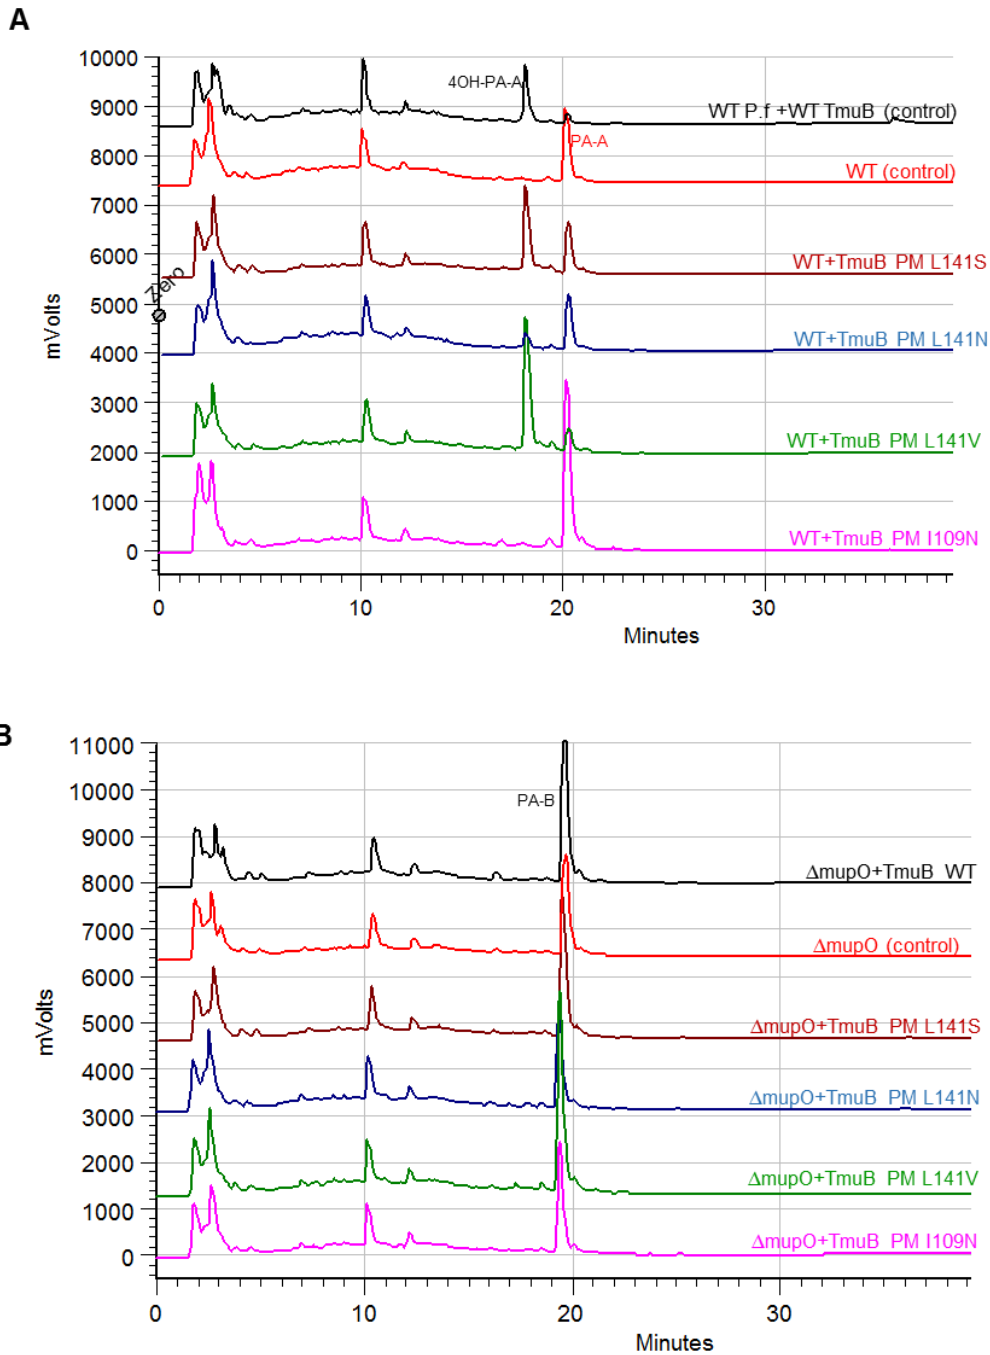 A
10000
9000
8000
7000
6000
5000
4000
3000
2000
1000
0
mVolts
Zero
4OH-PA-A
PA-A
WT P.f +WT TmuB (control)
WT (control)
WT+TmuB PM L141S
WT+TmuB PM L141N
WT+TmuB PM L141V
WT+TmuB PM I109N
0 10 20 30
Minutes
B
11000
10000
9000
8000
7000
6000
5000
4000
3000
2000
1000
0
mVolts
PA-B
ΔmupO+TmuB WT
ΔmupO (control)
ΔmupO+TmuB PM L141S
ΔmupO+TmuB PM L141N
ΔmupO+TmuB PM L141V
ΔmupO+TmuB PM I109N
0 10 20 30
Minutes